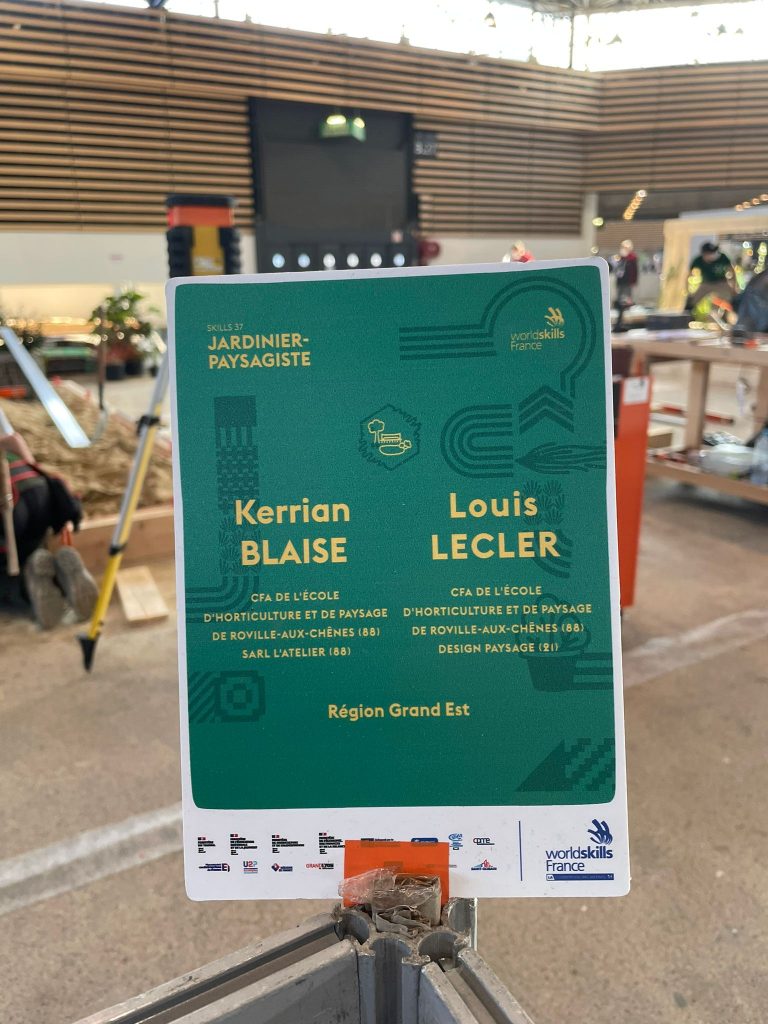 SKILLS 37
JARDINIER-
PAYSAGISTE
worldskills
France
Kerrian
BLAISE
CFA DE L'ÉCOLE
D'HORTICULTURE ET DE PAYSAGE
DE ROVILLE-AUX-CHÊNES (88)
SARL L'ATELIER (88)
Louis
LECLER
CFA DE L'ÉCOLE
D'HORTICULTURE ET DE PAYSAGE
DE ROVILLE-AUX-CHÊNES (88)
DESIGN PAYSAGE (21)
Région Grand Est
U2P
GRANDLYON
worldskills
France